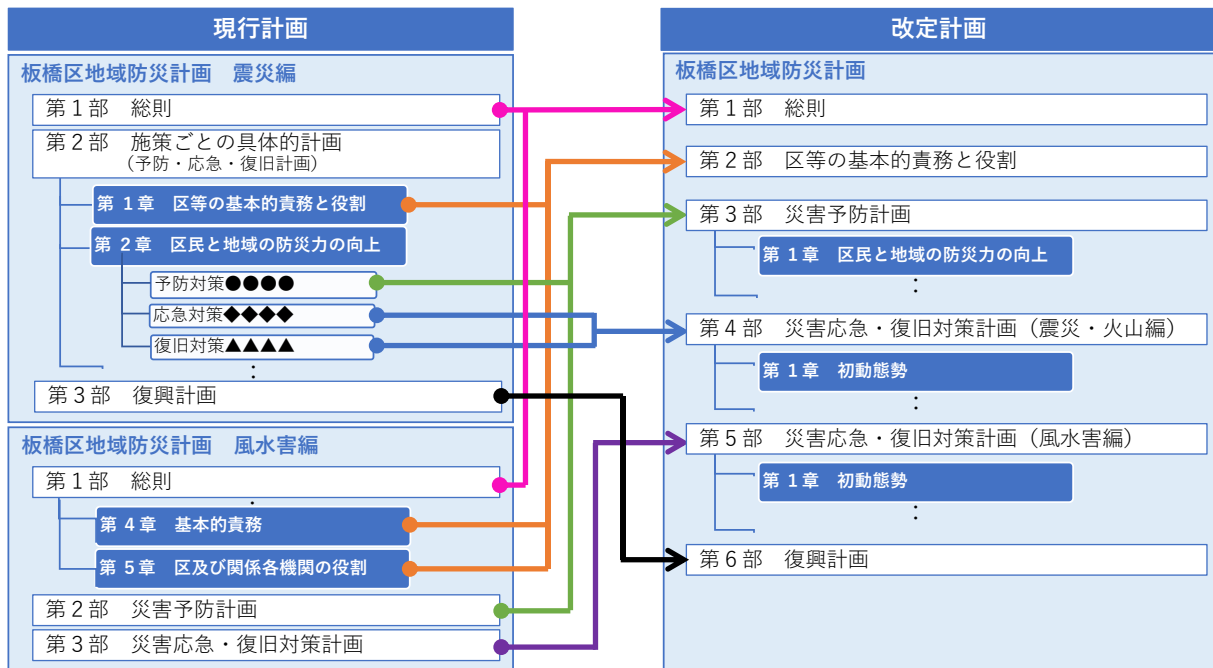 現行計画
板橋区地域防災計画　震災編
第１部　総則
第２部　施策ごとの具体的計画
（予防・応急・復旧計画）
第 1章　区等の基本的責務と役割
第 2章　区民と地域の防災力の向上
予防対策●●●●
応急対策◆◆◆◆
復旧対策▲▲▲▲
：
第３部　復興計画
板橋区地域防災計画　風水害編
第１部　総則
：
第 4章　基本的責務
第 5章　区及び関係各機関の役割
第２部　災害予防計画
第３部　災害応急・復旧対策計画
改定計画
板橋区地域防災計画
第１部　総則
第２部　区等の基本的責務と役割
第３部　災害予防計画
第 1章　区民と地域の防災力の向上
：
第４部　災害応急・復旧対策計画（震災・火山編）
第 1章　初動態勢
：
第５部　災害応急・復旧対策計画（風水害編）
第 1章　初動態勢
：
第６部　復興計画